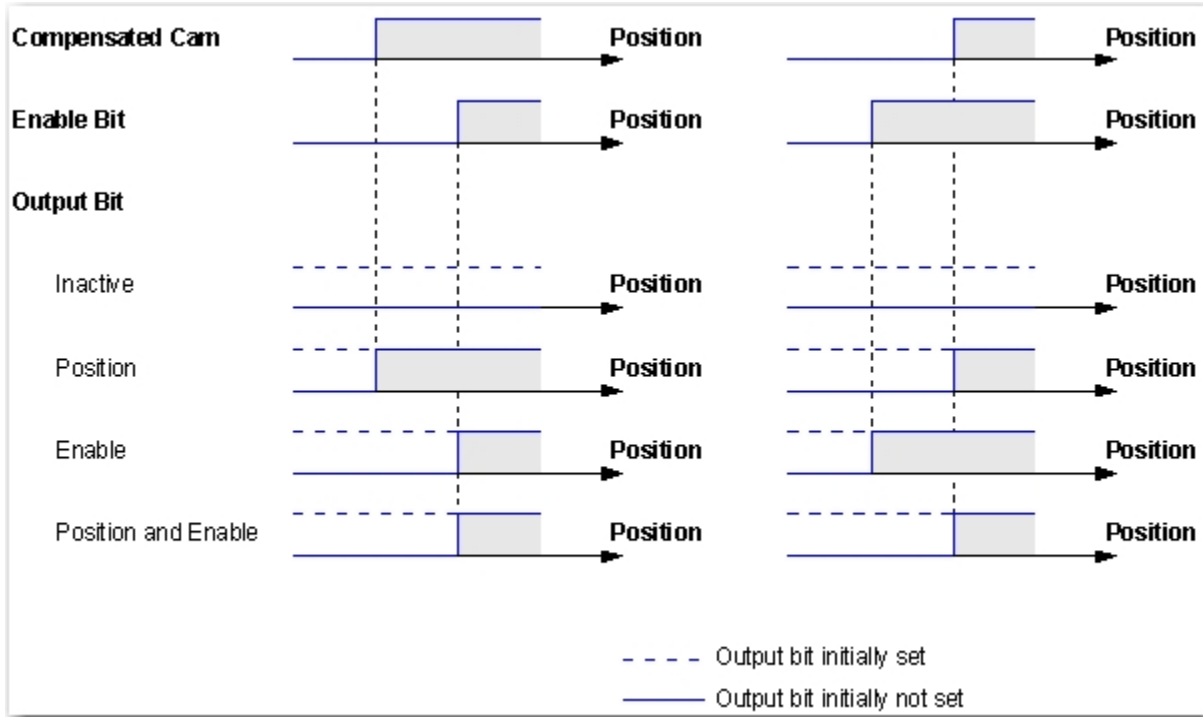 Compensated Cam Position Position
Enable Bit Position Position
Output Bit
Inactive Position Position
Position Position Position
Enable Position Position
Position and Enable Position Position
Output bit initially set
Output bit initially not set